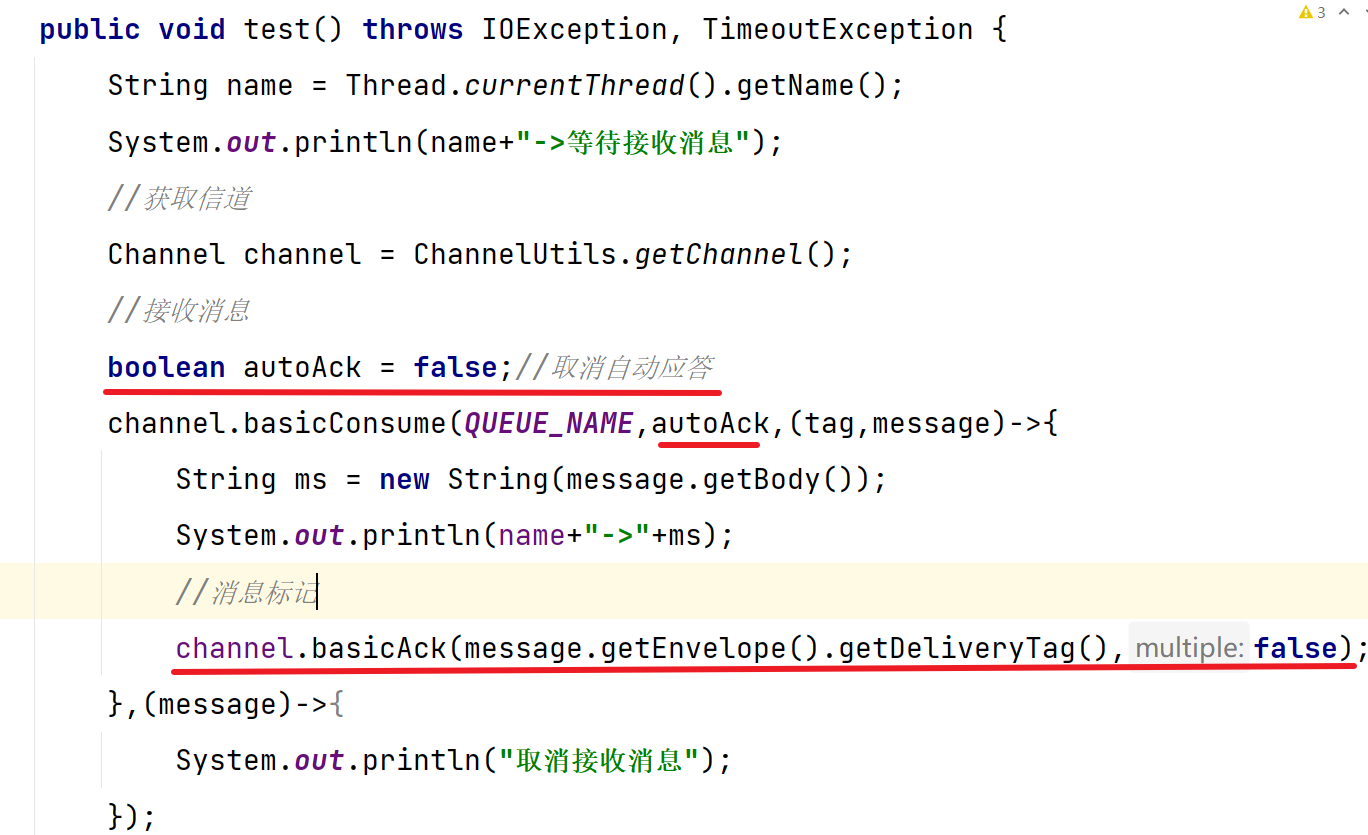 3
public void test() throws IOException, TimeoutException {
String name = Thread.currentThread().getName();
System.out.println(name+"->等待接收消息");
//获取信道
Channel channel = ChannelUtils.getChannel();
//接收消息
boolean autoAck = false;//取消自动应答
channel.basicConsume(QUEUE_NAME,autoAck,(tag,message)->{
String ms = new String(message.getBody());
System.out.println(name+"->"+ms);
//消息标记
channel.basicAck(message.getEnvelope().getDeliveryTag(), multiple: false);
},(message)->{
System.out.println("取消接收消息");
});